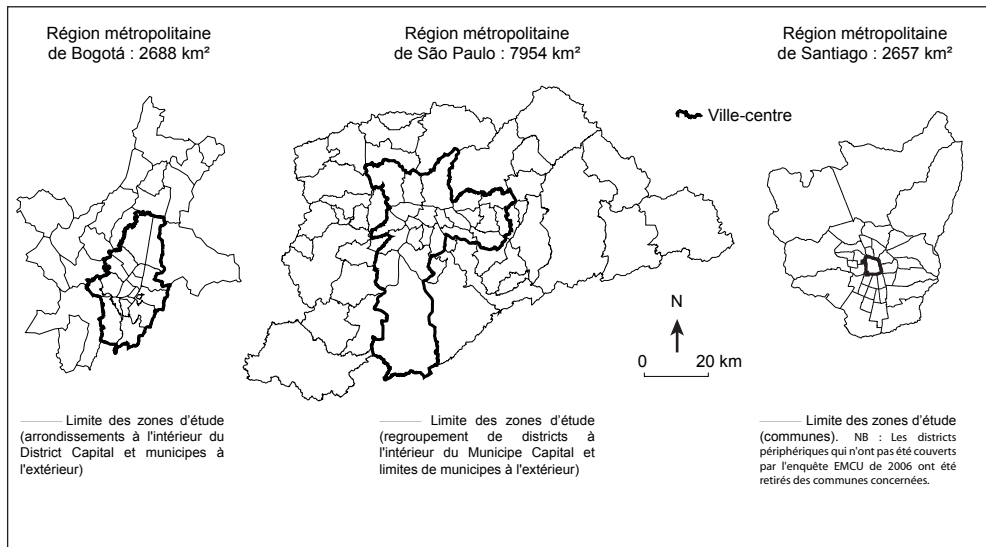 Région métropolitaine
de Bogotá : 2688 km²
Région métropolitaine
de São Paulo : 7954 km²
Région métropolitaine
de Santiago : 2657 km²
Ville-centre
N
0 20 km
Limite des zones d'étude
(arrondissements à l'intérieur du
District Capital et municipes à
l'extérieur)
Limite des zones d'étude
(regroupement de districts à
l'intérieur du Municipe Capital et
limites de municipes à l'extérieur)
Limite des zones d'étude
(communes). NB : Les districts
périphériques qui n'ont pas été couverts
par l'enquête EMCU de 2006 ont été
retirés des communes concernées.